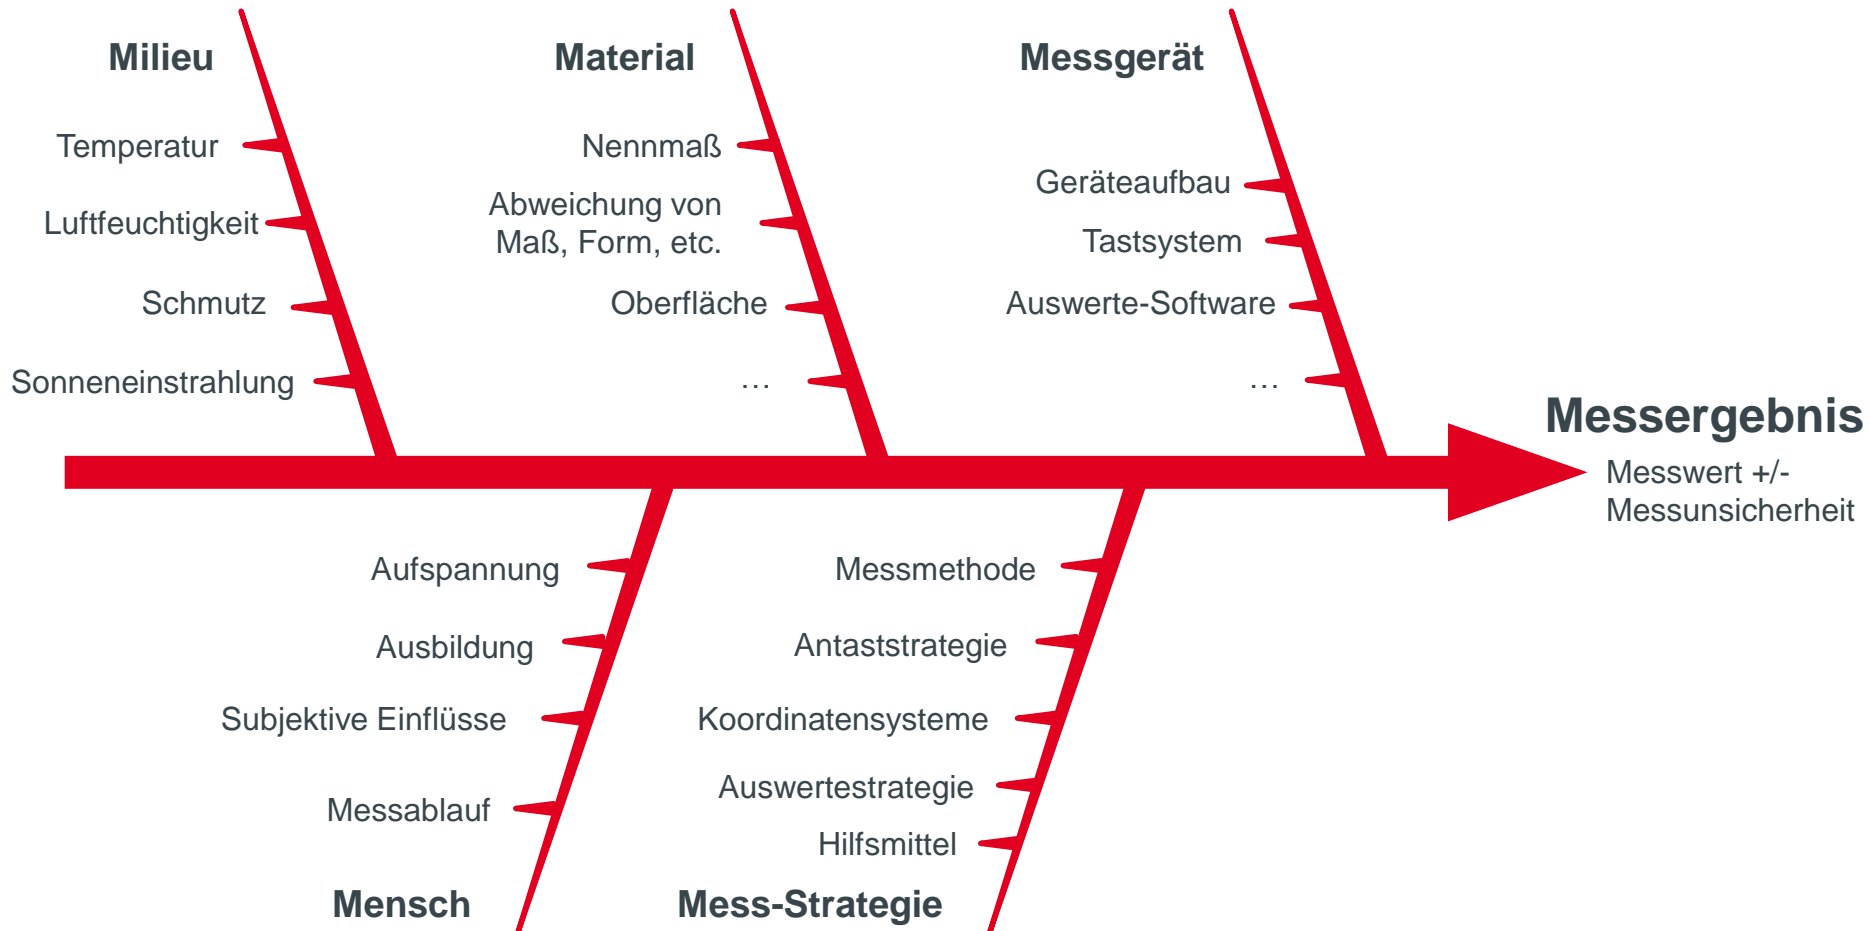 Milieu
Temperatur
Luftfeuchtigkeit
Schmutz
Sonneneinstrahlung
Material
Nennmaß
Abweichung von
Maß, Form, etc.
Oberfläche
…
Messgerät
Geräteaufbau
Tastsystem
Auswerte-Software
…
Messergebnis
Messwert +/-
Messunsicherheit
Aufspannung
Ausbildung
Subjektive Einflüsse
Messablauf
Mensch
Messmethode
Antaststrategie
Koordinatensysteme
Auswertestrategie
Hilfsmittel
Mess-Strategie